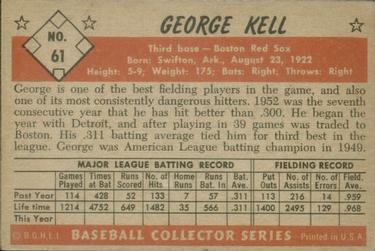 NO.
61
GEORGE KELL
Third base — Boston Red Sox
Born: Swifton, Ark., August 23, 1922
Height: 5-9; Weight: 175; Bats: Right; Throws: Right
George is one of the best fielding players in the game, and also
one of its most consistently dangerous hitters. 1952 was the seventh
consecutive year that he has hit better than .300. He began the
year with Detroit, and after playing in 39 games was traded to
Boston. His .311 batting average tied him for third best in the
league. George was American League batting champion in 1949.
MAJOR LEAGUE BATTING RECORD FIELDING RECORD
Games Played Times at Bat Runs Scored No. of Hits Home Runs Runs Bat. In Bat. Av. Put Outs No. of Assists No. of Errors Field. Av.
Past Year 114 428 52 133 7 57 .311 113 216 14 .959
Life time 1214 4752 649 1482 35 566 .311 1400 2495 129 .968
This Year
© B.G.H.L.I. BASEBALL COLLECTOR SERIES Printed in U.S.A.